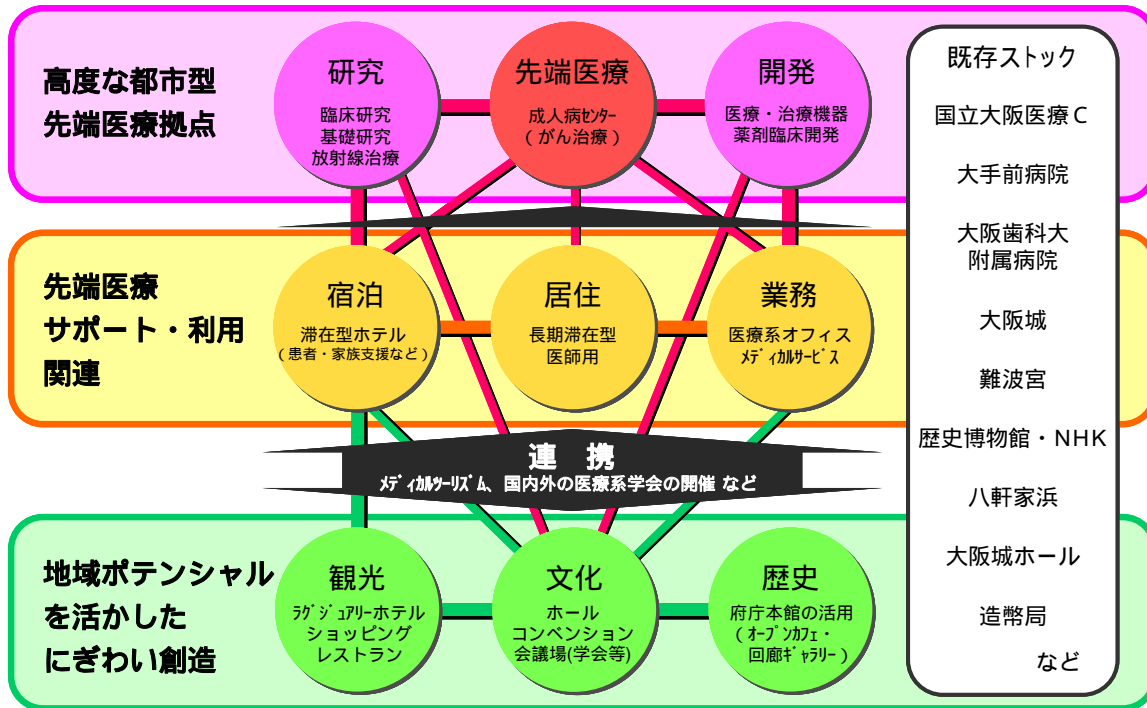 高度な都市型
先端医療拠点
研究
臨床研究
基礎研究
放射線治療
先端医療
成人病ｾﾝﾀｰ
（がん治療）
開発
医療・治療機器
薬剤臨床開発
先端医療
サポート・利用
関連
宿泊
滞在型ホテル
（患者・家族支援など）
居住
長期滞在型
医師用
業務
医療系オフィス
ﾒﾃﾞｨｶﾙサｰﾋﾞｽ
連 携
ﾒﾃﾞｨｶﾙﾂｰﾘｽﾞﾑ、国内外の医療系学会の開催 など
地域ポテンシャル
を活かした
にぎわい創造
観光
ﾗｸﾞｼﾞｭｱﾘーホテル
ショッピング
レストラン
文化
ホール
コンベンション
会議場(学会等)
歴史
府庁本館の活用
（ｵｰﾌﾟﾝｶﾌｪ・
回廊ｷﾞｬﾗﾘｰ）
既存ストック
国立大阪医療Ｃ
大手前病院
大阪歯科大
附属病院
大阪城
難波宮
歴史博物館・NHK
八軒家浜
大阪城ホール
造幣局
など